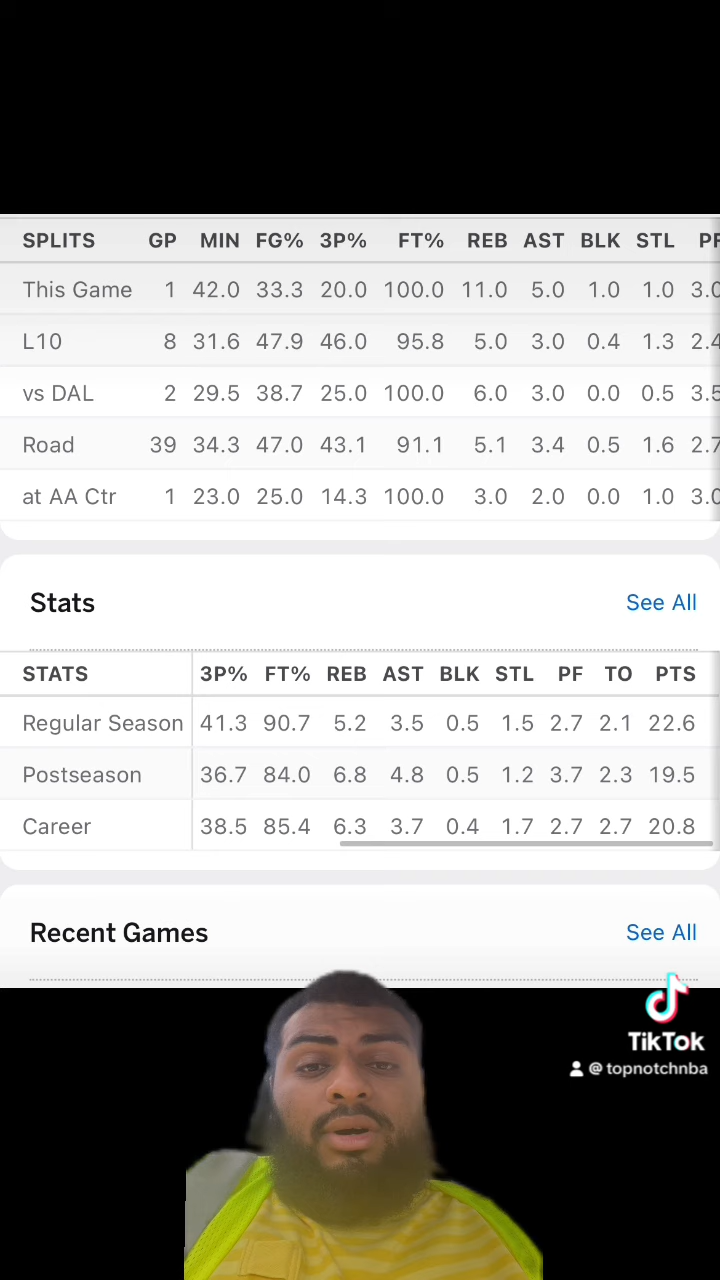 SPLITS GP MIN FG% 3P% FT% REB AST BLK STL
This Game 1 42.0 33.3 20.0 100.0 11.0 5.0 1.0 1.0 3.0
L10 8 31.6 47.9 46.0 95.8 5.0 3.0 0.4 1.3 2.4
vs DAL 2 29.5 38.7 25.0 100.0 6.0 3.0 0.0 0.5 3.5
Road 39 34.3 47.0 43.1 91.1 5.1 3.4 0.5 1.6 2.7
at AA Ctr 1 23.0 25.0 14.3 100.0 3.0 2.0 0.0 1.0 3.0
Stats See All
STATS 3P% FT% REB AST BLK STL PF TO PTS
Regular Season 41.3 90.7 5.2 3.5 0.5 1.5 2.7 2.1 22.6
Postseason 36.7 84.0 6.8 4.8 0.5 1.2 3.7 2.3 19.5
Career 38.5 85.4 6.3 3.7 0.4 1.7 2.7 2.7 20.8
Recent Games See All
TikTok
@topnotchnba